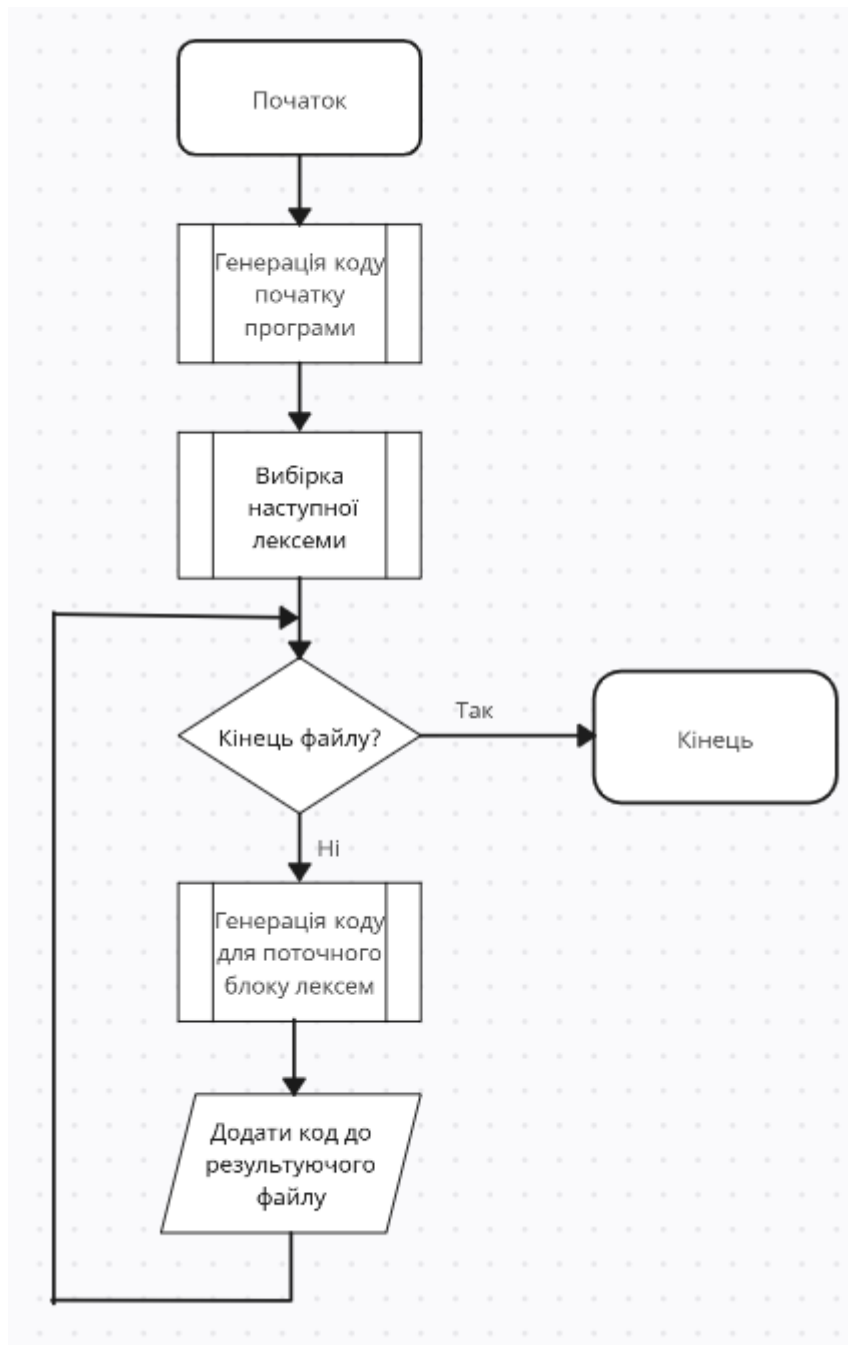 Початок
Генерація коду
початку
програми
Вибірка
наступної
лексеми
Кінець файлу?
Так
Кінець
Ні
Генерація коду
для поточного
блоку лексем
Додати код до
результуючого
файлу